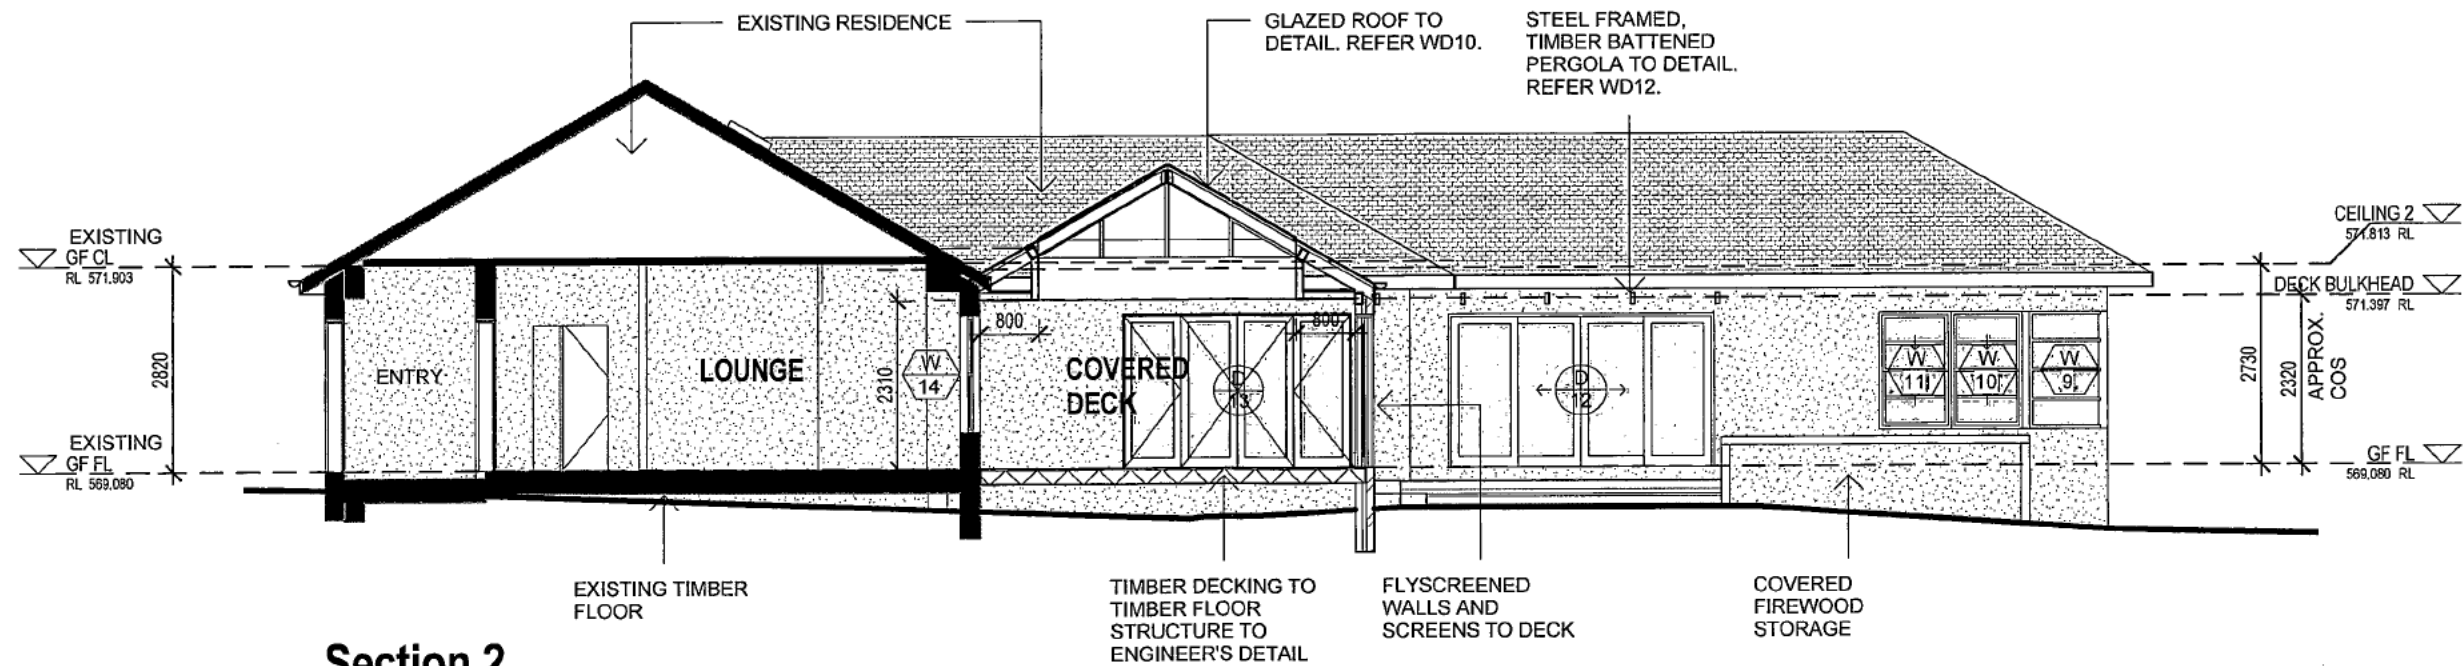 EXISTING RESIDENCE
GLAZED ROOF TO
DETAIL. REFER WD10.
STEEL FRAMED,
TIMBER BATTENED
PERGOLA TO DETAIL.
REFER WD12.
EXISTING
GF CL
RL 571,903
CEILING 2
571.813 RL
DECK BULKHEAD
571.397 RL
800
800
2820
ENTRY
LOUNGE
2310
W
14
COVERED
DECK
D
13
D
12
W
11
W
10
W
9
2730
2320
APPROX.
COS
EXISTING
GF FL
RL 569,080
GF FL
569,080 RL
EXISTING TIMBER
FLOOR
TIMBER DECKING TO
TIMBER FLOOR
STRUCTURE TO
ENGINEER'S DETAIL
FLYSCREENED
WALLS AND
SCREENS TO DECK
COVERED
FIREWOOD
STORAGE
Section 2